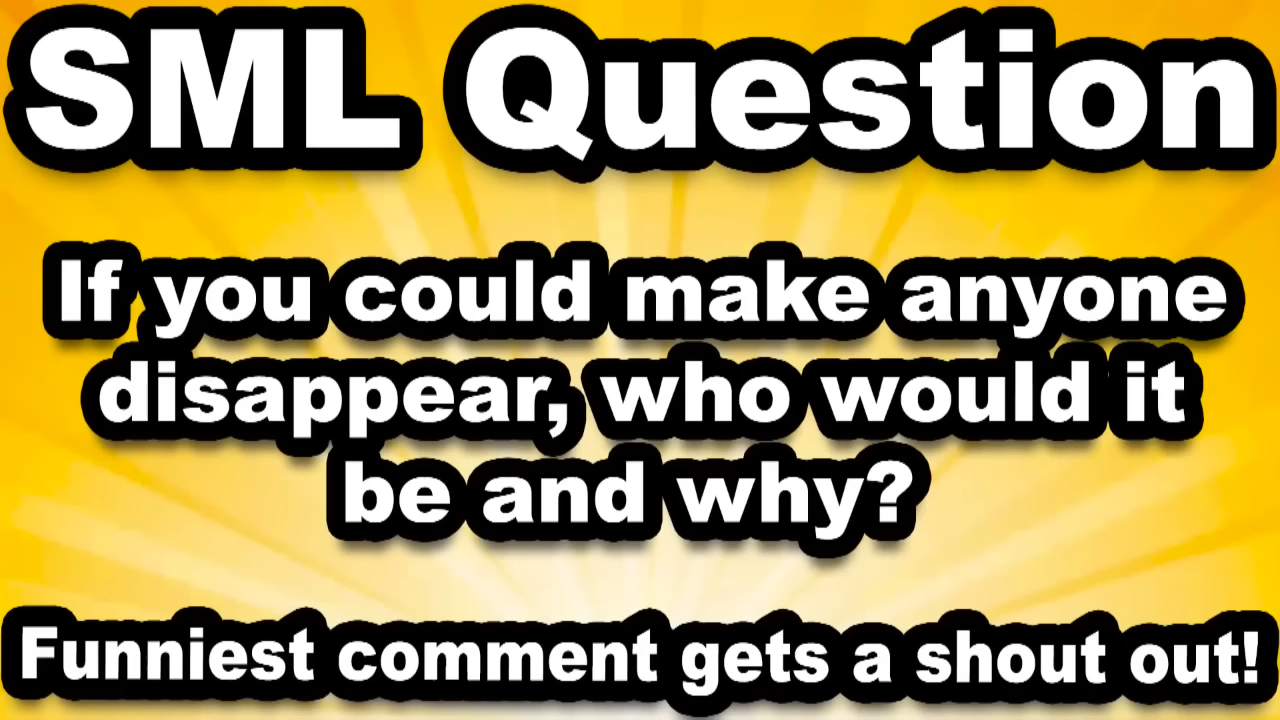 SML Question
If you could make anyone
disappear, who would it
be and why?
Funniest comment gets a shout out!